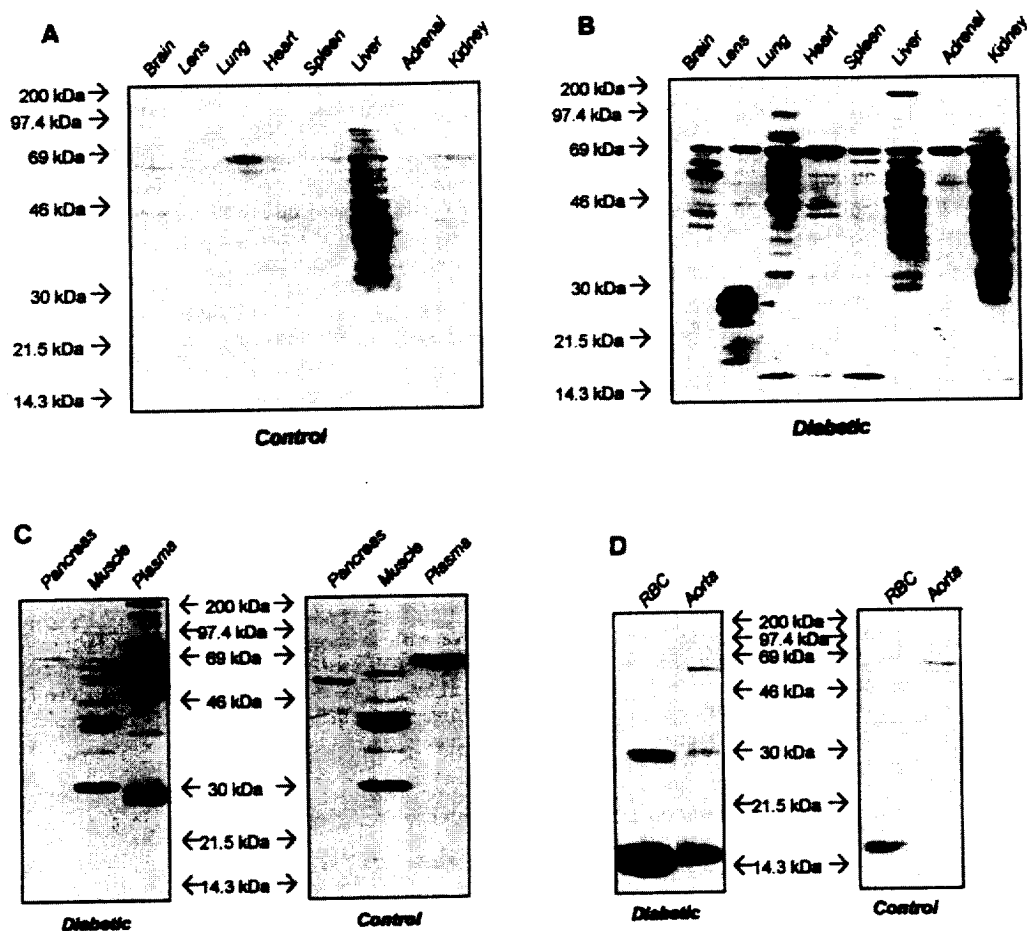 A
Brain Lens Lung Heart Spleen Liver Adrenal Kidney
200 kDa →
97.4 kDa →
69 kDa →
46 kDa →
30 kDa →
21.5 kDa →
14.3 kDa →
Control
B
Brain Lens Lung Heart Spleen Liver Adrenal Kidney
200 kDa →
97.4 kDa →
69 kDa →
46 kDa →
30 kDa →
21.5 kDa →
14.3 kDa →
Diabetic
C
Pancreas Muscle Plasma
Pancreas Muscle Plasma
← 200 kDa →
←97.4 kDa→
← 69 kDa →
← 46 kDa →
← 30 kDa →
←21.5 kDa→
←14.3 kDa→
Diabetic
Control
D
RBC Aorta
RBC Aorta
← 200 kDa →
←97.4 kDa→
← 69 kDa →
← 46 kDa →
← 30 kDa →
←21.5 kDa→
←14.3 kDa→
Diabetic
Control